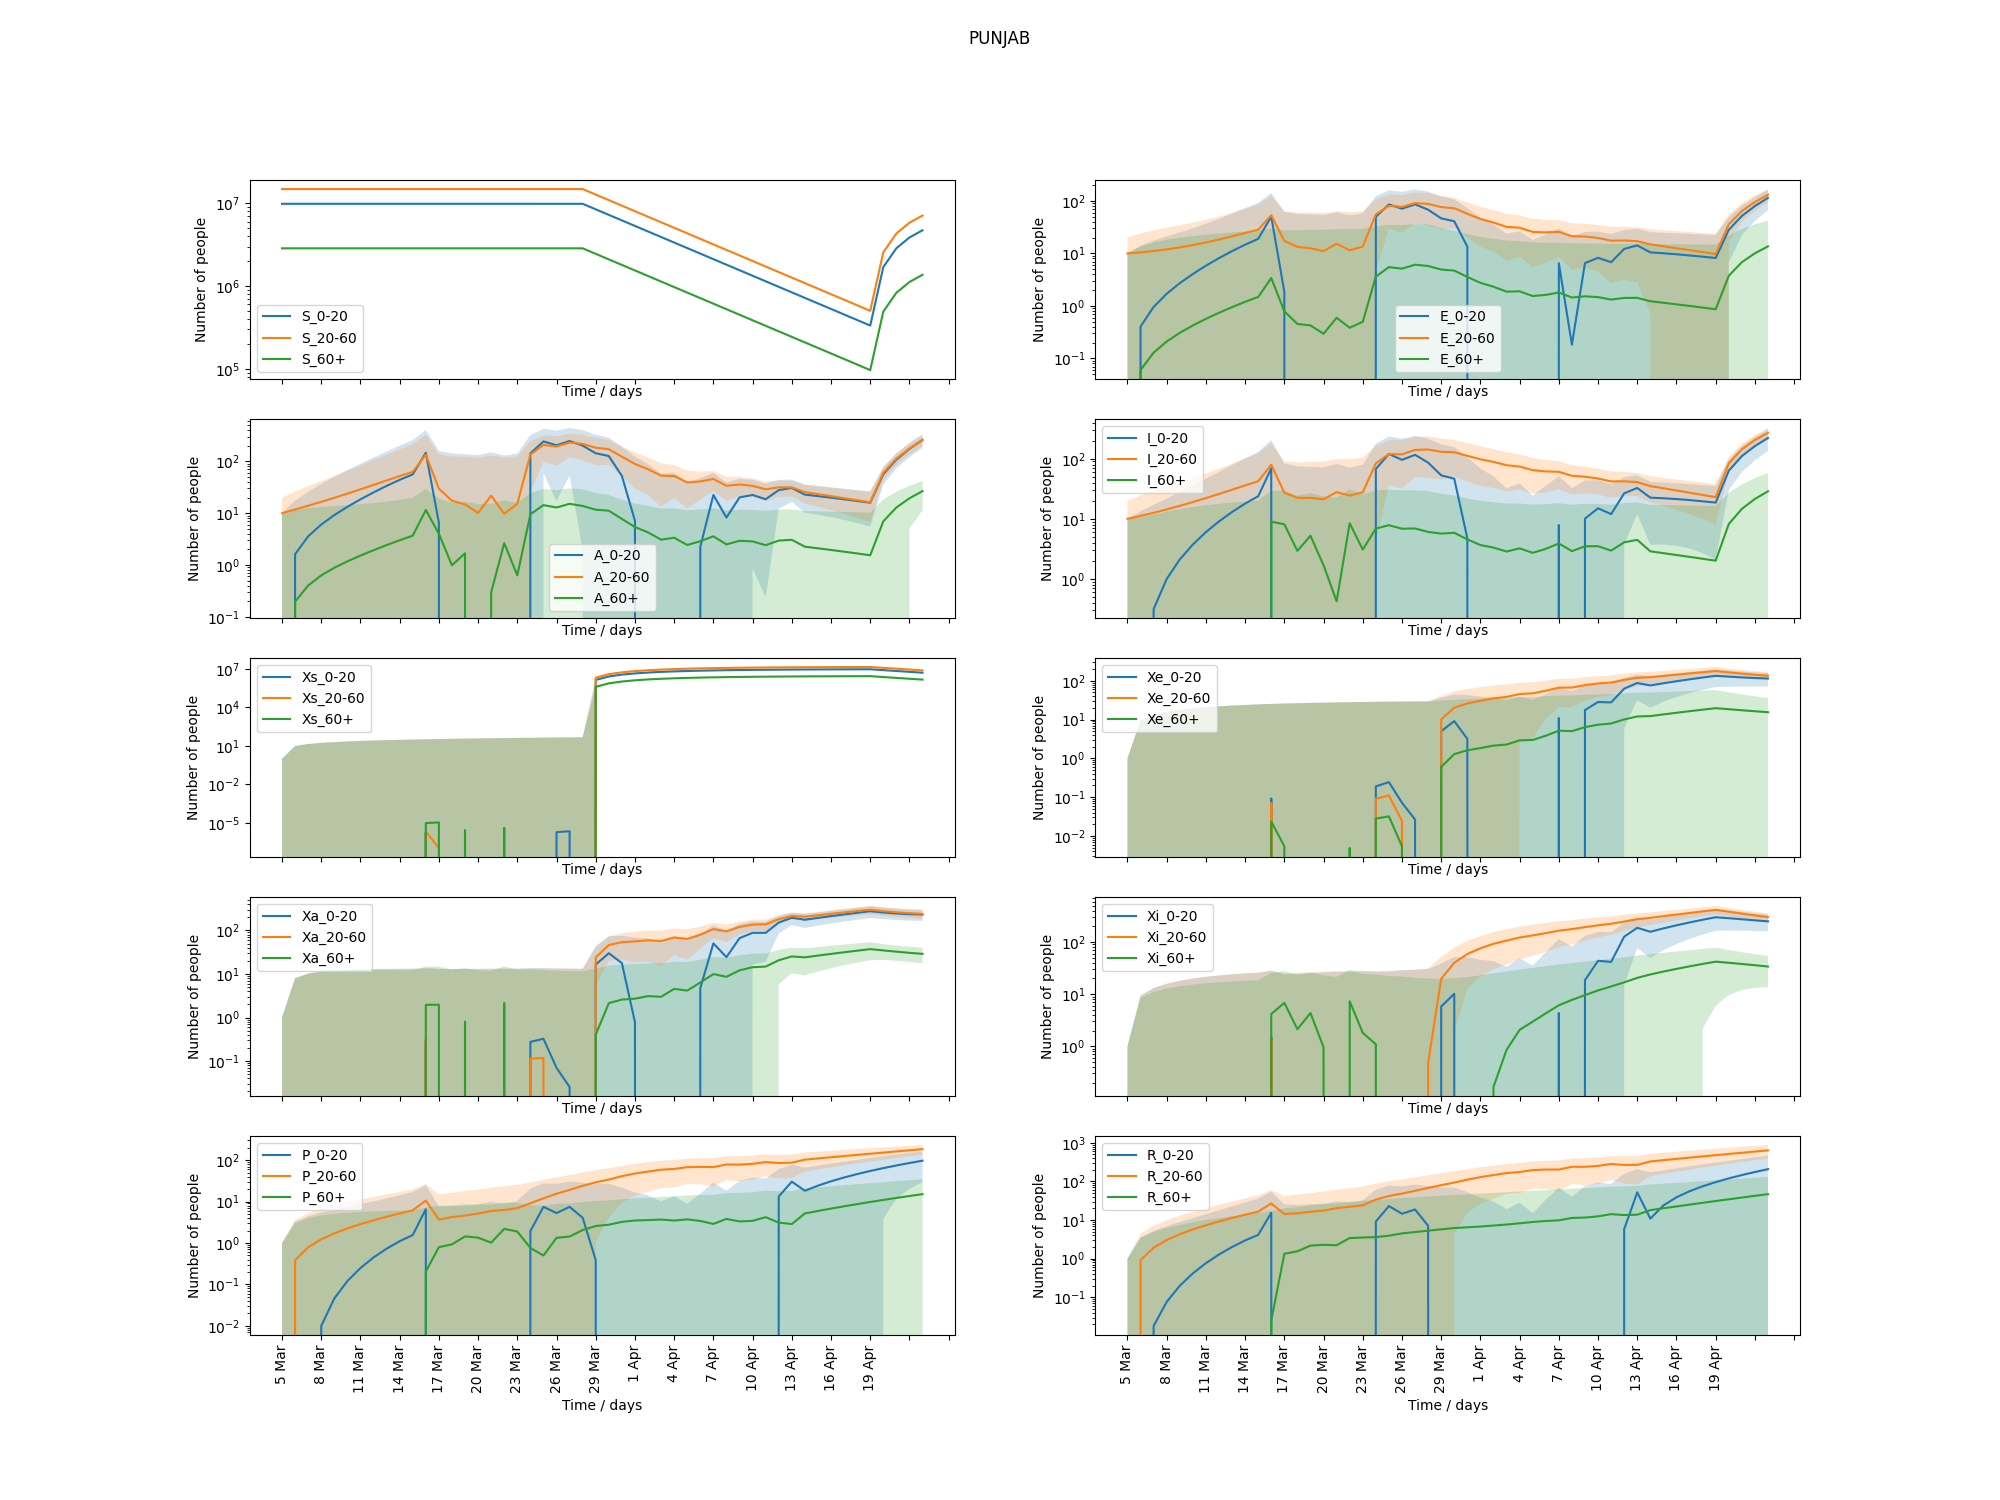 PUNJAB
Number of people
10^7
10^6
10^5
S_0-20
S_20-60
S_60+
Time / days
Number of people
10^2
10^1
10^0
10^-1
E_0-20
E_20-60
E_60+
Time / days
Number of people
10^2
10^1
10^0
10^-1
A_0-20
A_20-60
A_60+
Time / days
Number of people
10^2
10^1
10^0
I_0-20
I_20-60
I_60+
Time / days
Number of people
10^7
10^4
10^1
10^-2
10^-5
Xs_0-20
Xs_20-60
Xs_60+
Time / days
Number of people
10^2
10^1
10^0
10^-1
10^-2
Xe_0-20
Xe_20-60
Xe_60+
Time / days
Number of people
10^2
10^1
10^0
10^-1
Xa_0-20
Xa_20-60
Xa_60+
Time / days
Number of people
10^2
10^1
10^0
Xi_0-20
Xi_20-60
Xi_60+
Time / days
Number of people
10^2
10^1
10^0
10^-1
10^-2
P_0-20
P_20-60
P_60+
5 Mar
8 Mar
11 Mar
14 Mar
17 Mar
20 Mar
23 Mar
26 Mar
29 Mar
1 Apr
4 Apr
7 Apr
10 Apr
13 Apr
16 Apr
19 Apr
Time / days
Number of people
10^3
10^2
10^1
10^0
10^-1
R_0-20
R_20-60
R_60+
5 Mar
8 Mar
11 Mar
14 Mar
17 Mar
20 Mar
23 Mar
26 Mar
29 Mar
1 Apr
4 Apr
7 Apr
10 Apr
13 Apr
16 Apr
19 Apr
Time / days